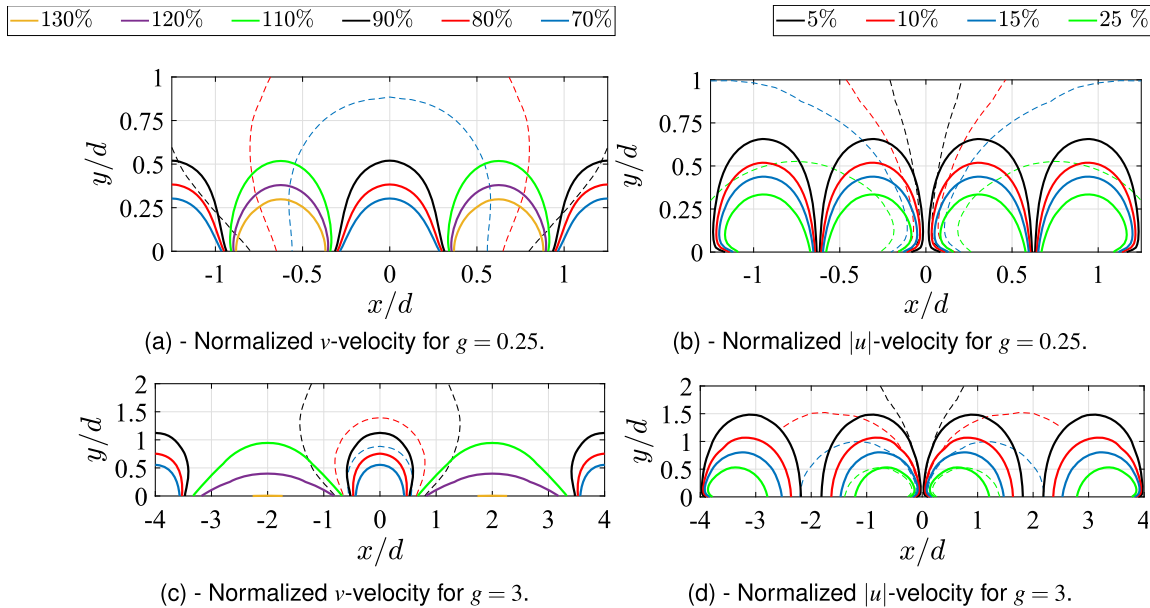 130% 120% 110% 90% 80% 70%
5% 10% 15% 25 %
1
0.75
0.5
0.25
0
y/d
-1 -0.5 0 0.5 1
x/d
(a) - Normalized v-velocity for g = 0.25.
1
0.75
0.5
0.25
0
y/d
-1 -0.5 0 0.5 1
x/d
(b) - Normalized |u|-velocity for g = 0.25.
2
1.5
1
0.5
0
y/d
-4 -3 -2 -1 0 1 2 3 4
x/d
(c) - Normalized v-velocity for g = 3.
2
1.5
1
0.5
0
y/d
-4 -3 -2 -1 0 1 2 3 4
x/d
(d) - Normalized |u|-velocity for g = 3.